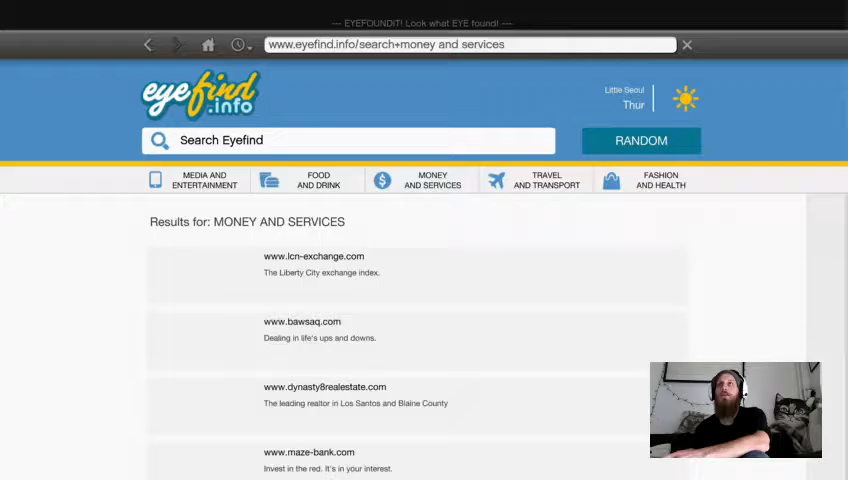 --- EYEFOUNDIT! Look what EYE found! ---
www.eyefind.info/search+money and services
eyefind
.info
Little Seoul
Thur
Search Eyefind
RANDOM
MEDIA AND
ENTERTAINMENT
FOOD
AND DRINK
MONEY
AND SERVICES
TRAVEL
AND TRANSPORT
FASHION
AND HEALTH
Results for: MONEY AND SERVICES
www.lcn-exchange.com
The Liberty City exchange index.
www.bawsaq.com
Dealing in life's ups and downs.
www.dynasty8realestate.com
The leading realtor in Los Santos and Blaine County
www.maze-bank.com
Invest in the red. It's in your interest.